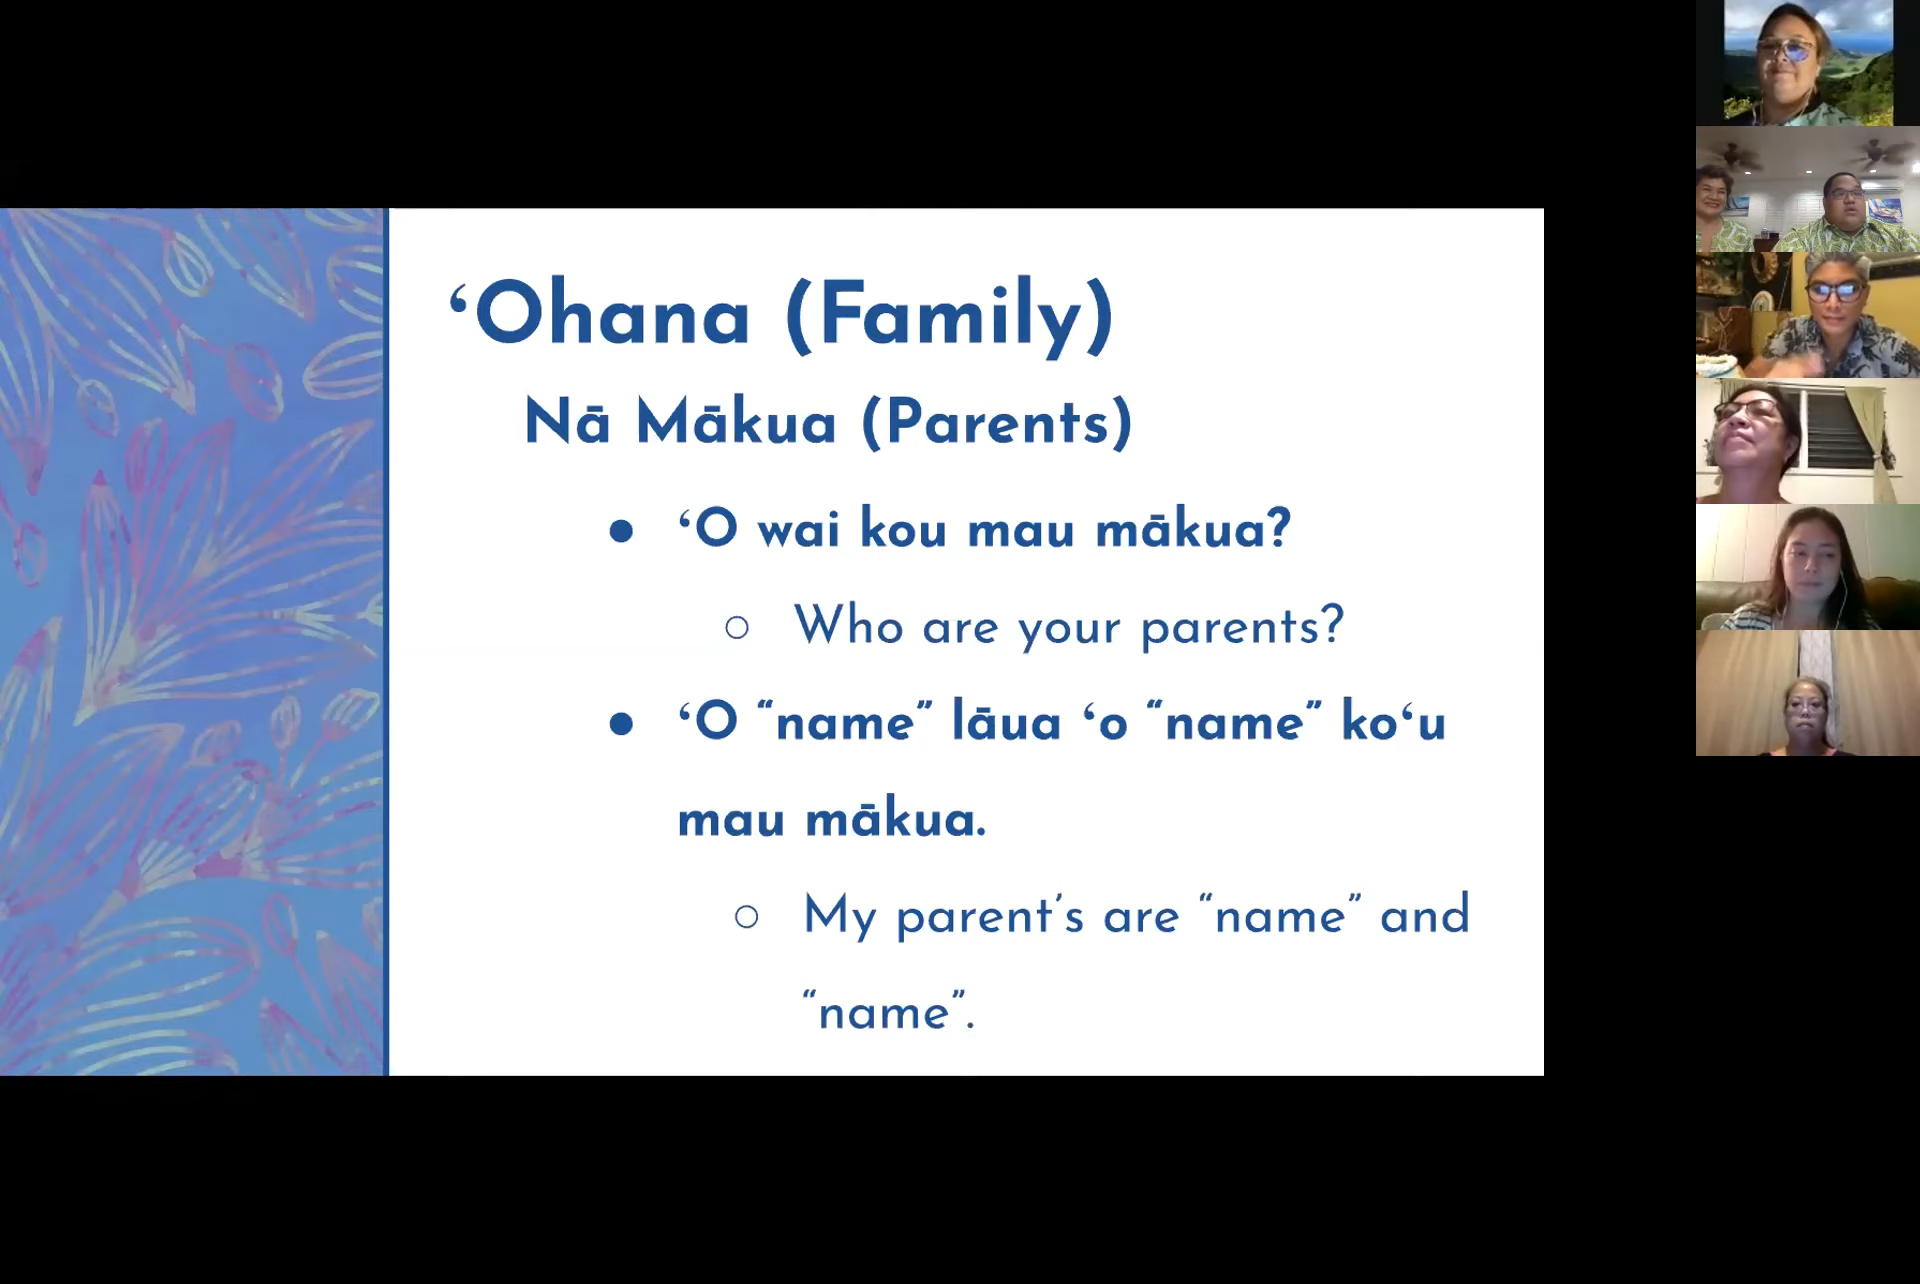 ʻOhana (Family)
Nā Mākua (Parents)
● ʻO wai kou mau mākua?
○ Who are your parents?
● ʻO “name” lāua ʻo “name” koʻu
mau mākua.
○ My parent’s are “name” and
“name”.